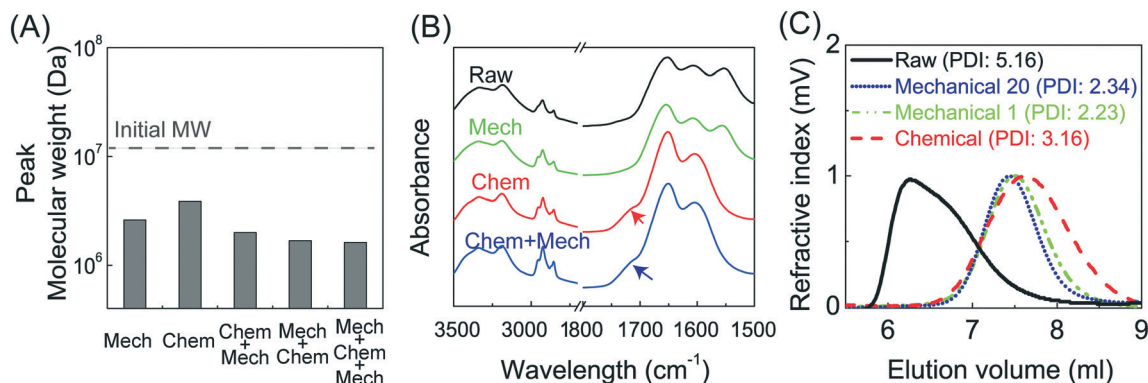 (A)
Peak
Molecular weight (Da)
10⁸
10⁷
10⁶
Initial MW
Mech
Chem
Chem
+
Mech
Mech
+
Chem
Mech
+
Chem
+
Mech
(B)
Absorbance
Raw
Mech
Chem
Chem+Mech
3500 3000 1800 1700 1600 1500
Wavelength (cm⁻¹)
(C)
Refractive index (mV)
2
1
0
Raw (PDI: 5.16)
Mechanical 20 (PDI: 2.34)
Mechanical 1 (PDI: 2.23)
Chemical (PDI: 3.16)
6 7 8 9
Elution volume (ml)